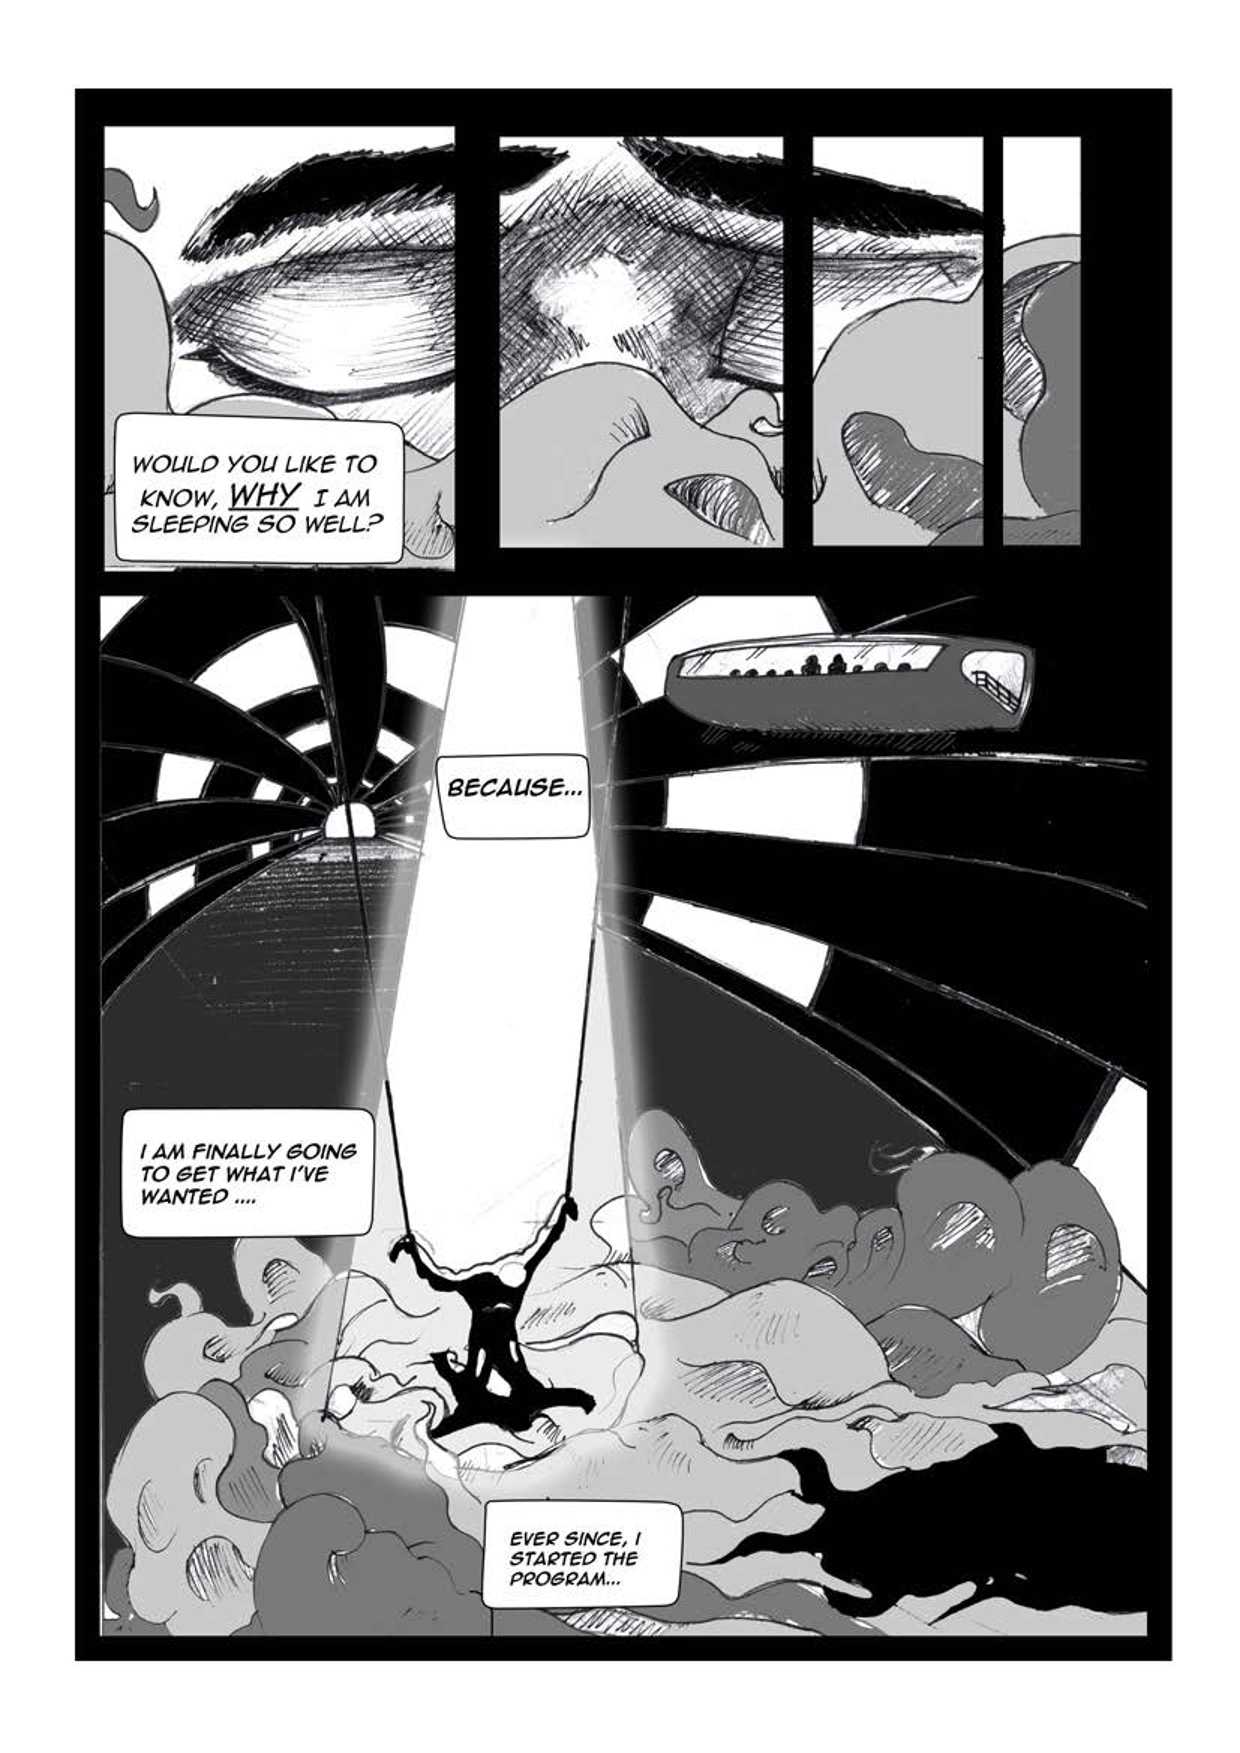 WOULD YOU LIKE TO
KNOW, WHY I AM
SLEEPING SO WELL?
BECAUSE...
I AM FINALLY GOING
TO GET WHAT I'VE
WANTED ....
EVER SINCE, I
STARTED THE
PROGRAM...